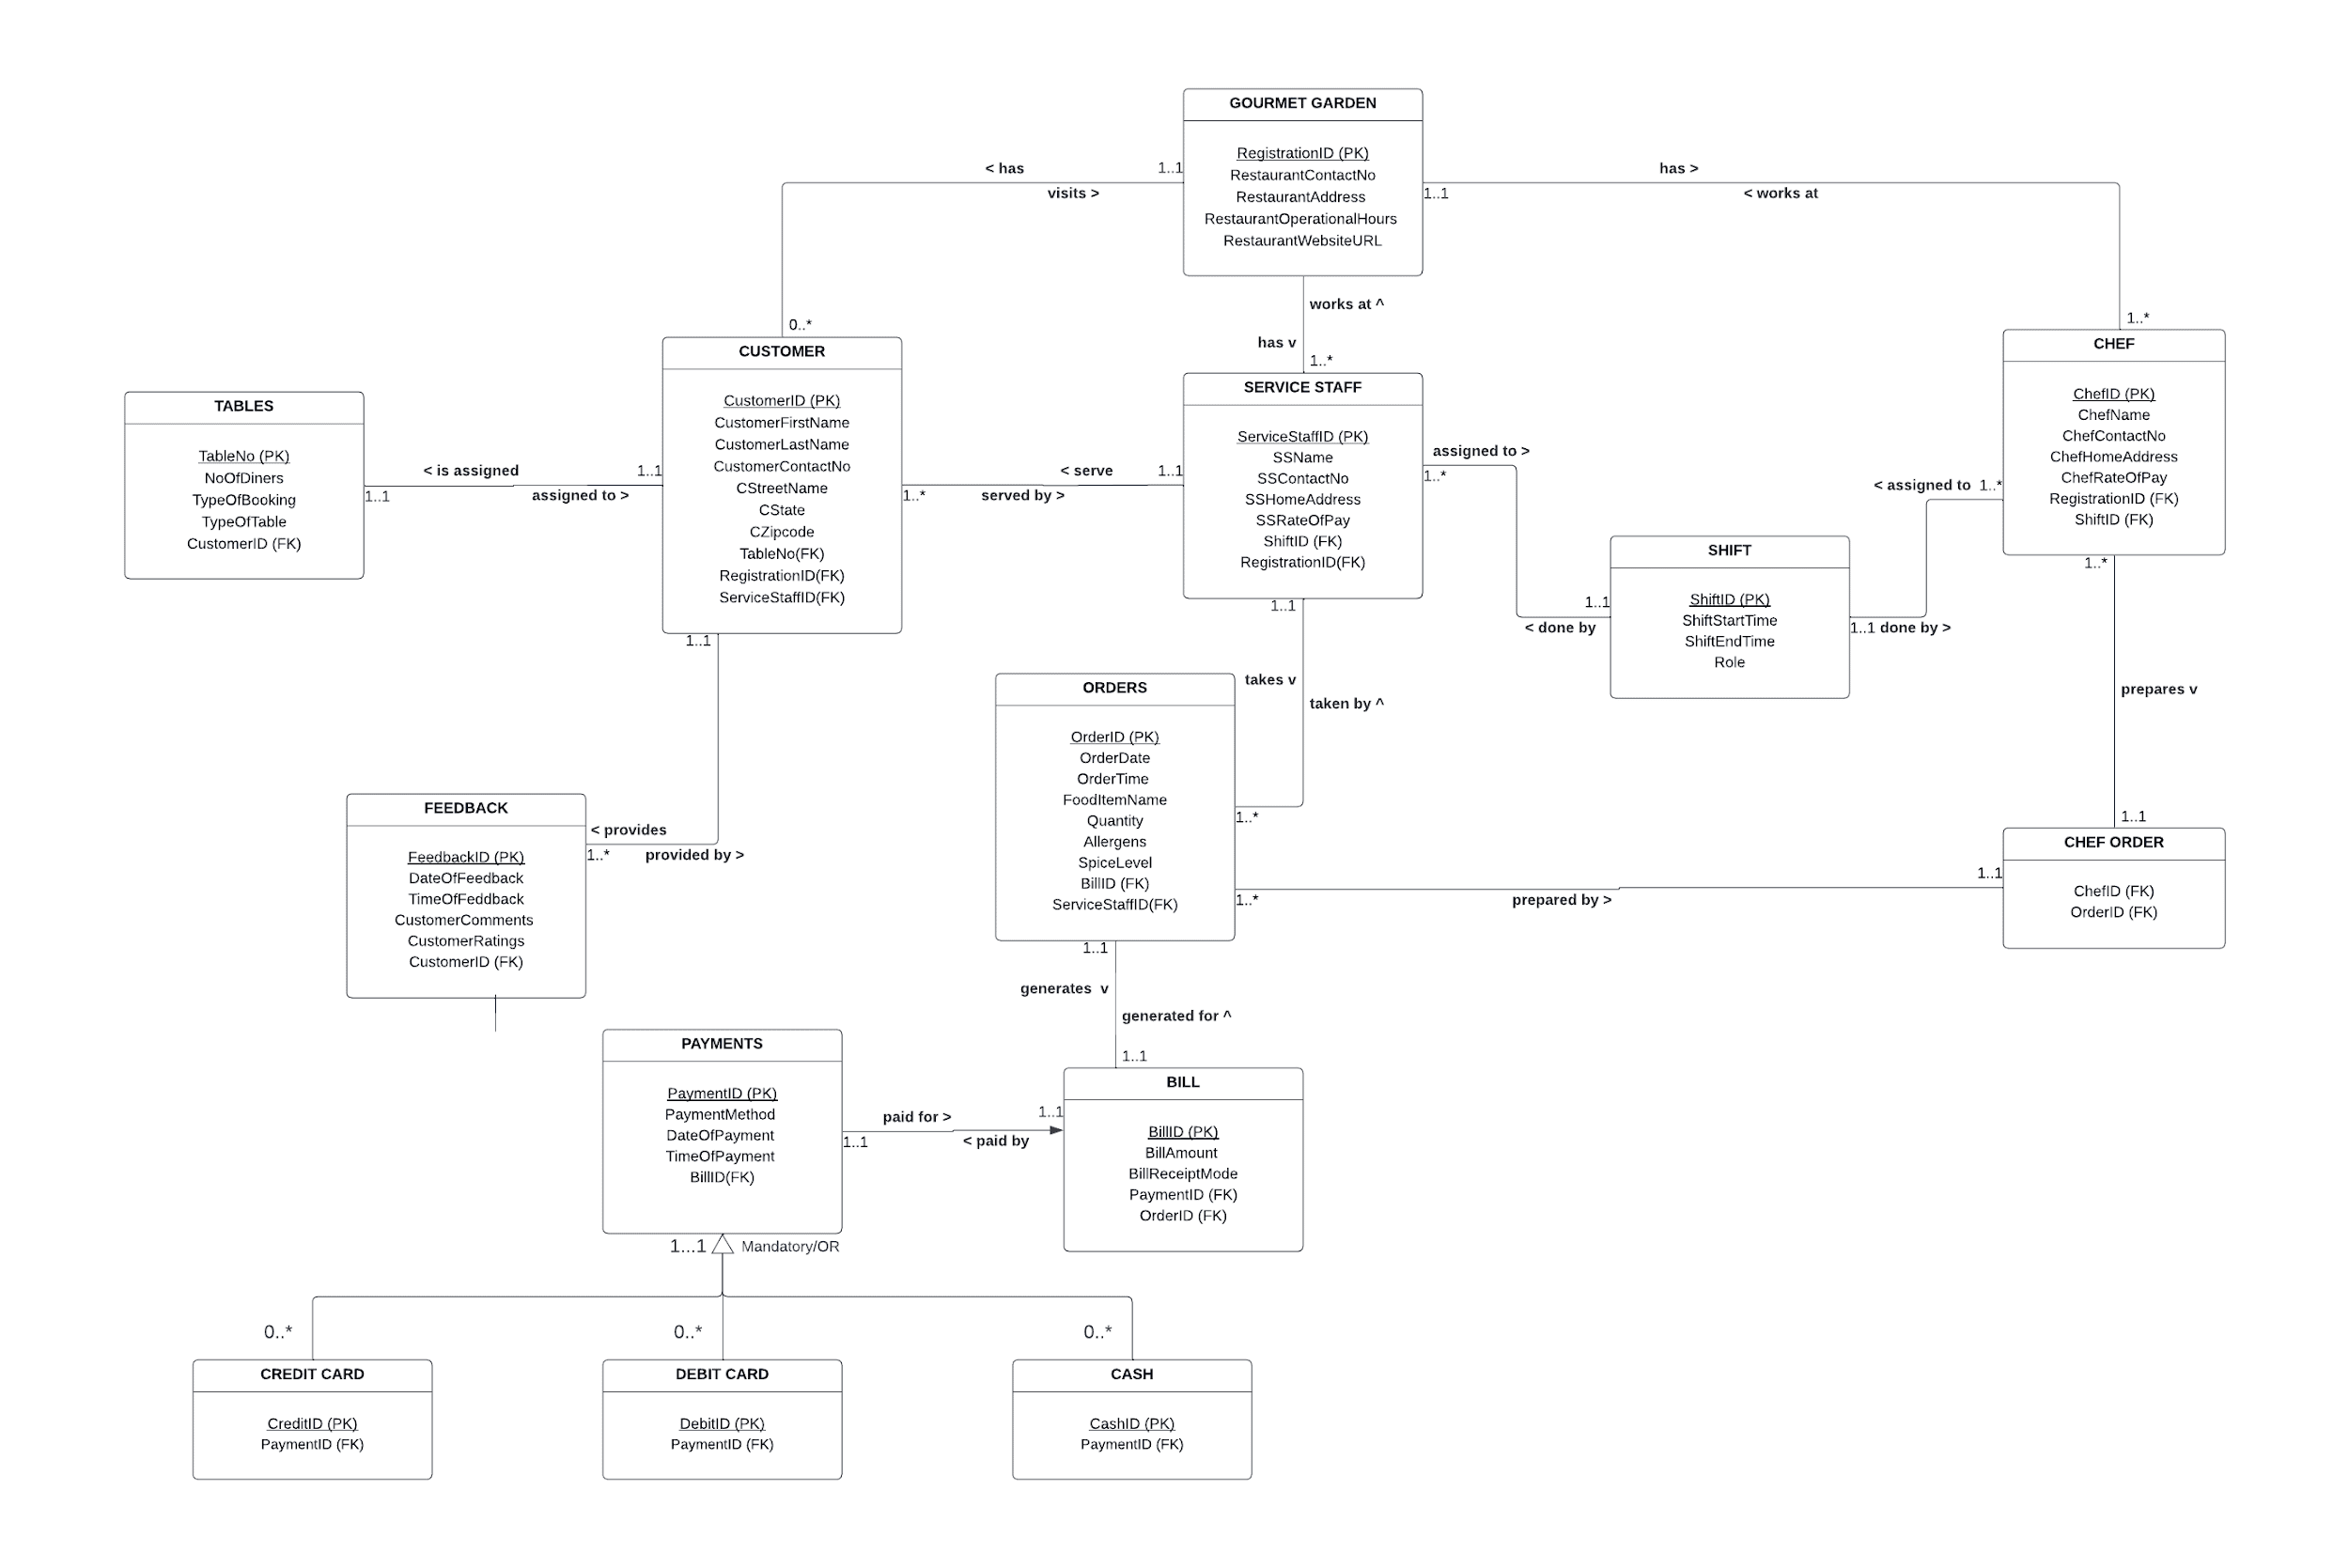 GOURMET GARDEN
RegistrationID (PK)
RestaurantContactNo
RestaurantAddress
RestaurantOperationalHours
RestaurantWebsiteURL
< has
visits >
1..1
0..*
has >
< works at
1..1
1..*
works at ^
has v
1..*
CUSTOMER
CustomerID (PK)
CustomerFirstName
CustomerLastName
CustomerContactNo
CStreetName
CState
CZipcode
TableNo(FK)
RegistrationID(FK)
ServiceStaffID(FK)
TABLES
TableNo (PK)
NoOfDiners
TypeOfBooking
TypeOfTable
CustomerID (FK)
< is assigned
assigned to >
1..1
1..1
< serve
served by >
1..1
1..*
SERVICE STAFF
ServiceStaffID (PK)
SSName
SSContactNo
SSHomeAddress
SSRateOfPay
ShiftID (FK)
RegistrationID(FK)
assigned to >
1..*
1..1
< done by
SHIFT
ShiftID (PK)
ShiftStartTime
ShiftEndTime
Role
< assigned to 1..*
1..1 done by >
CHEF
ChefID (PK)
ChefName
ChefContactNo
ChefHomeAddress
ChefRateOfPay
RegistrationID (FK)
ShiftID (FK)
1..*
prepares v
1..1
1..1
takes v
taken by ^
1..*
ORDERS
OrderID (PK)
OrderDate
OrderTime
FoodItemName
Quantity
Allergens
SpiceLevel
BillID (FK)
ServiceStaffID(FK)
1..1
1..*
prepared by >
CHEF ORDER
ChefID (FK)
OrderID (FK)
1..1
< provides
1..*
provided by >
FEEDBACK
FeedbackID (PK)
DateOfFeedback
TimeOfFeddback
CustomerComments
CustomerRatings
CustomerID (FK)
1..1
generates v
generated for ^
1..1
PAYMENTS
PaymentID (PK)
PaymentMethod
DateOfPayment
TimeOfPayment
BillID(FK)
paid for >
< paid by
1..1
1..1
BILL
BillID (PK)
BillAmount
BillReceiptMode
PaymentID (FK)
OrderID (FK)
1...1
Mandatory/OR
0..*
0..*
0..*
CREDIT CARD
CreditID (PK)
PaymentID (FK)
DEBIT CARD
DebitID (PK)
PaymentID (FK)
CASH
CashID (PK)
PaymentID (FK)